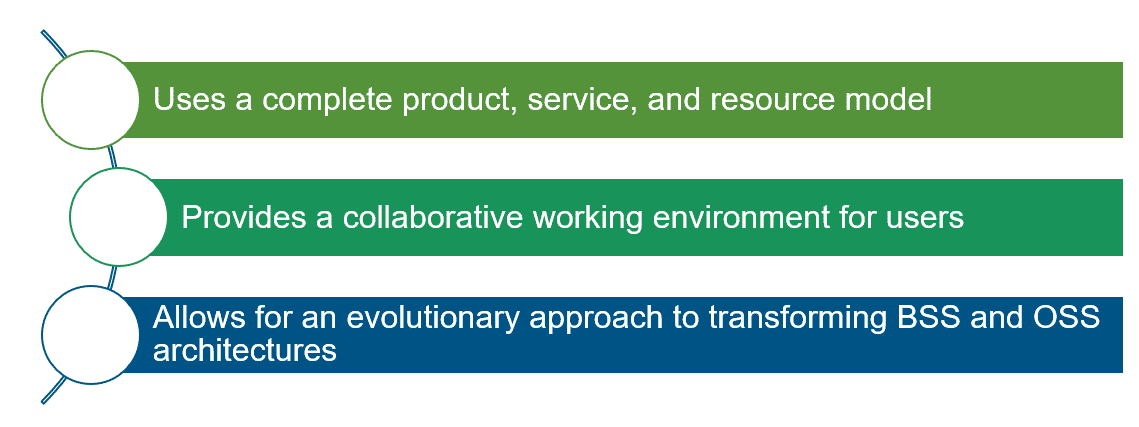 Uses a complete product, service, and resource model
Provides a collaborative working environment for users
Allows for an evolutionary approach to transforming BSS and OSS
architectures